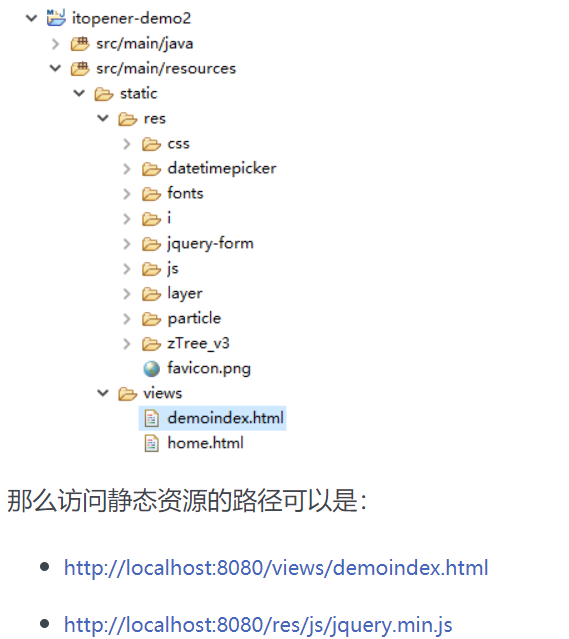 itopener-demo2
src/main/java
src/main/resources
static
res
css
datetimepicker
fonts
i
jquery-form
js
layer
particle
zTree_v3
favicon.png
views
demoindex.html
home.html
那么访问静态资源的路径可以是：
http://localhost:8080/views/demoindex.html
http://localhost:8080/res/js/jquery.min.js